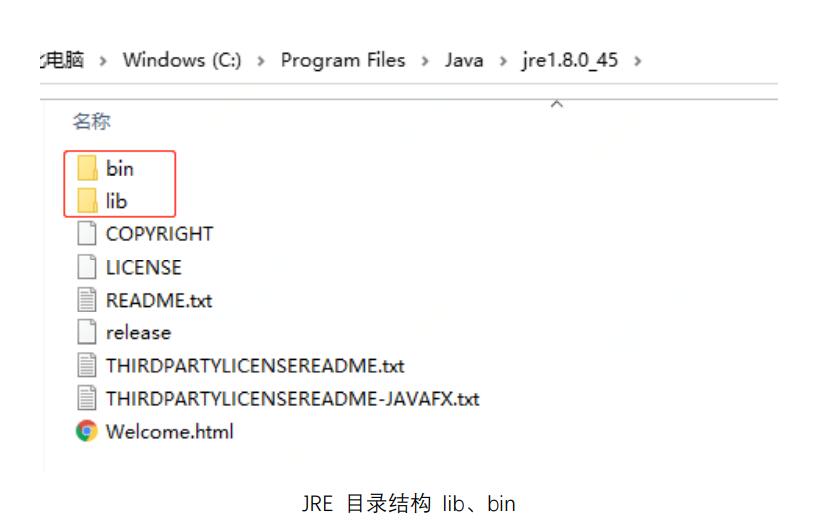 电脑 › Windows (C:) › Program Files › Java › jre1.8.0_45 ›
名称
bin
lib
COPYRIGHT
LICENSE
README.txt
release
THIRDPARTYLICENSEREADME.txt
THIRDPARTYLICENSEREADME-JAVAFX.txt
Welcome.html
JRE 目录结构 lib、bin